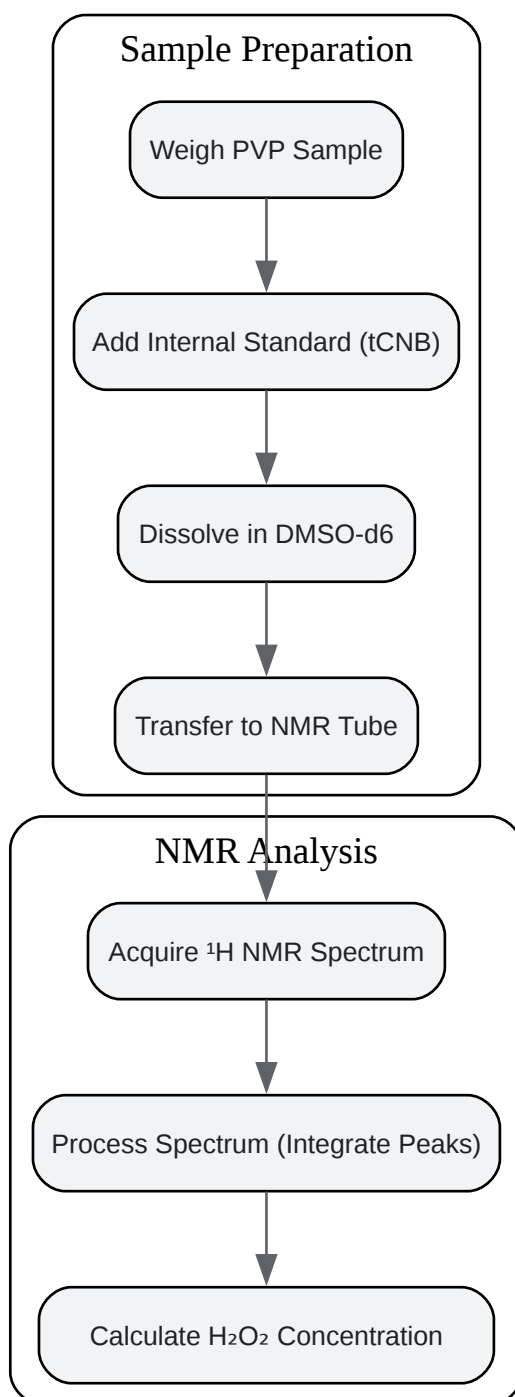 Sample Preparation
Weigh PVP Sample
Add Internal Standard (tCNB)
Dissolve in DMSO-d6
Transfer to NMR Tube
NMR Analysis
Acquire ¹H NMR Spectrum
Process Spectrum (Integrate Peaks)
Calculate H₂O₂ Concentration